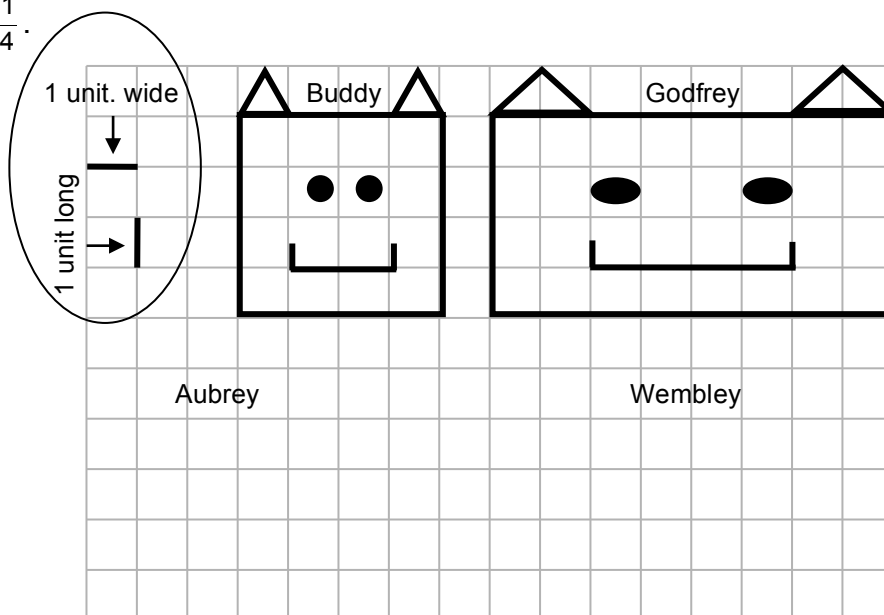 1
4.
1 unit. wide
Buddy
Godfrey
1 unit long
Aubrey
Wembley